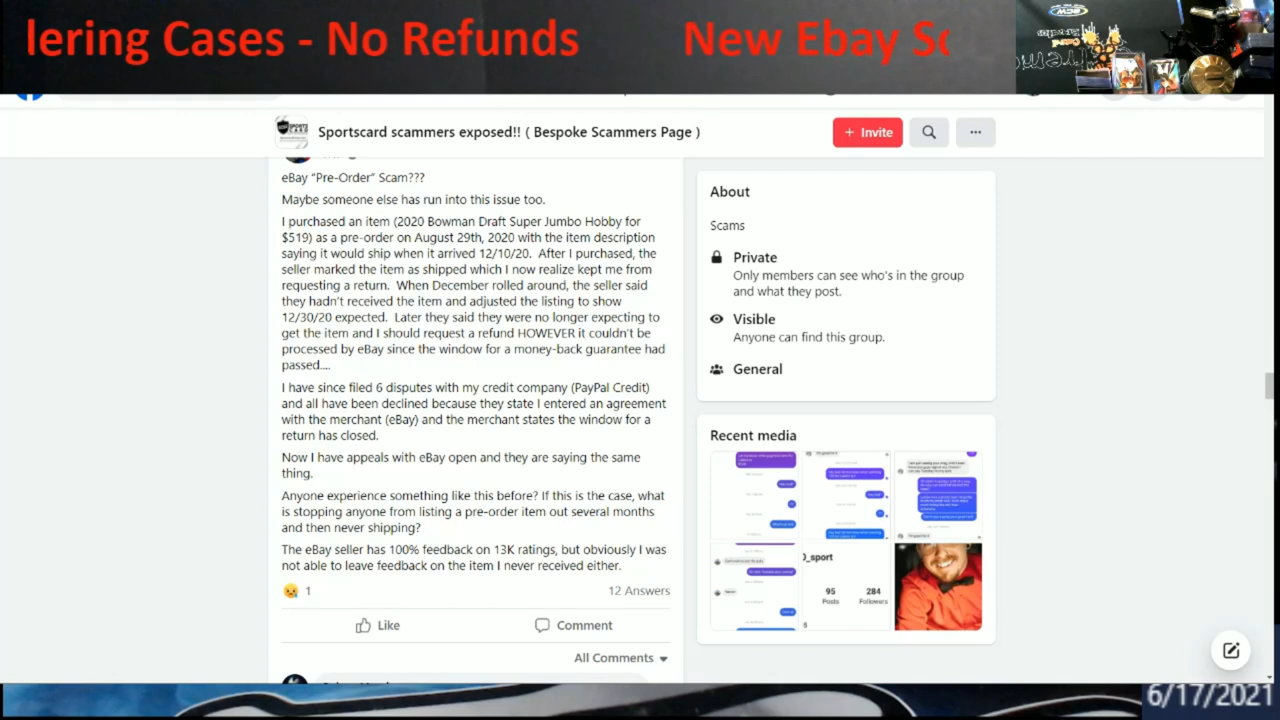 lering Cases - No Refunds New Ebay Sc
Sportscard scammers exposed!! ( Bespoke Scammers Page )
+ Invite
eBay “Pre-Order” Scam???
Maybe someone else has run into this issue too.
I purchased an item (2020 Bowman Draft Super Jumbo Hobby for
$519) as a pre-order on August 29th, 2020 with the item description
saying it would ship when it arrived 12/10/20. After I purchased, the
seller marked the item as shipped which I now realize kept me from
requesting a return. When December rolled around, the seller said
they hadn't received the item and adjusted the listing to show
12/30/20 expected. Later they said they were no longer expecting to
get the item and I should request a refund HOWEVER it couldn't be
processed by eBay since the window for a money-back guarantee had
passed....
I have since filed 6 disputes with my credit company (PayPal Credit)
and all have been declined because they state I entered an agreement
with the merchant (eBay) and the merchant states the window for a
return has closed.
Now I have appeals with eBay open and they are saying the same
thing.
Anyone experience something like this before? If this is the case, what
is stopping anyone from listing a pre-order item out several months
and then never shipping?
The eBay seller has 100% feedback on 13K ratings, but obviously I was
not able to leave feedback on the item I never received either.
1
12 Answers
Like
Comment
All Comments
About
Scams
Private
Only members can see who's in the group
and what they post.
Visible
Anyone can find this group.
General
Recent media
_sport
95
284
Posts
Followers
6/17/2021